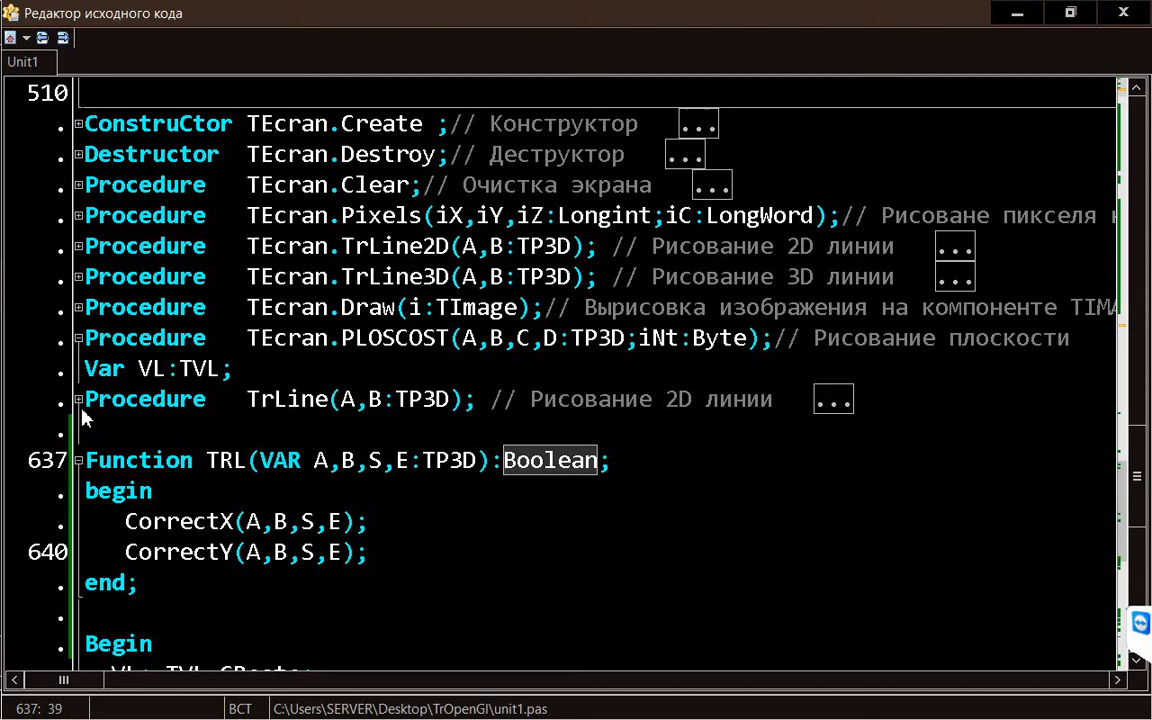 Редактор исходного кода
Unit1
510
ConstruCtor TEcran.Create ;// Конструктор ...
Destructor TEcran.Destroy;// Деструктор ...
Procedure TEcran.Clear;// Очистка экрана ...
Procedure TEcran.Pixels(iX,iY,iZ:Longint;iC:LongWord);// Рисоване пикселя
Procedure TEcran.TrLine2D(A,B:TP3D); // Рисование 2D линии ...
Procedure TEcran.TrLine3D(A,B:TP3D); // Рисование 3D линии ...
Procedure TEcran.Draw(i:TImage);// Вырисовка изображения на компоненте TIMA
Procedure TEcran.PLOSCOST(A,B,C,D:TP3D;iNt:Byte);// Рисование плоскости
Var VL:TVL;
Procedure TrLine(A,B:TP3D); // Рисование 2D линии ...
637 Function TRL(VAR A,B,S,E:TP3D):Boolean;
begin
CorrectX(A,B,S,E);
640 CorrectY(A,B,S,E);
end;
Begin
637: 39 ВСТ C:\Users\SERVER\Desktop\TrOpenGl\unit1.pas